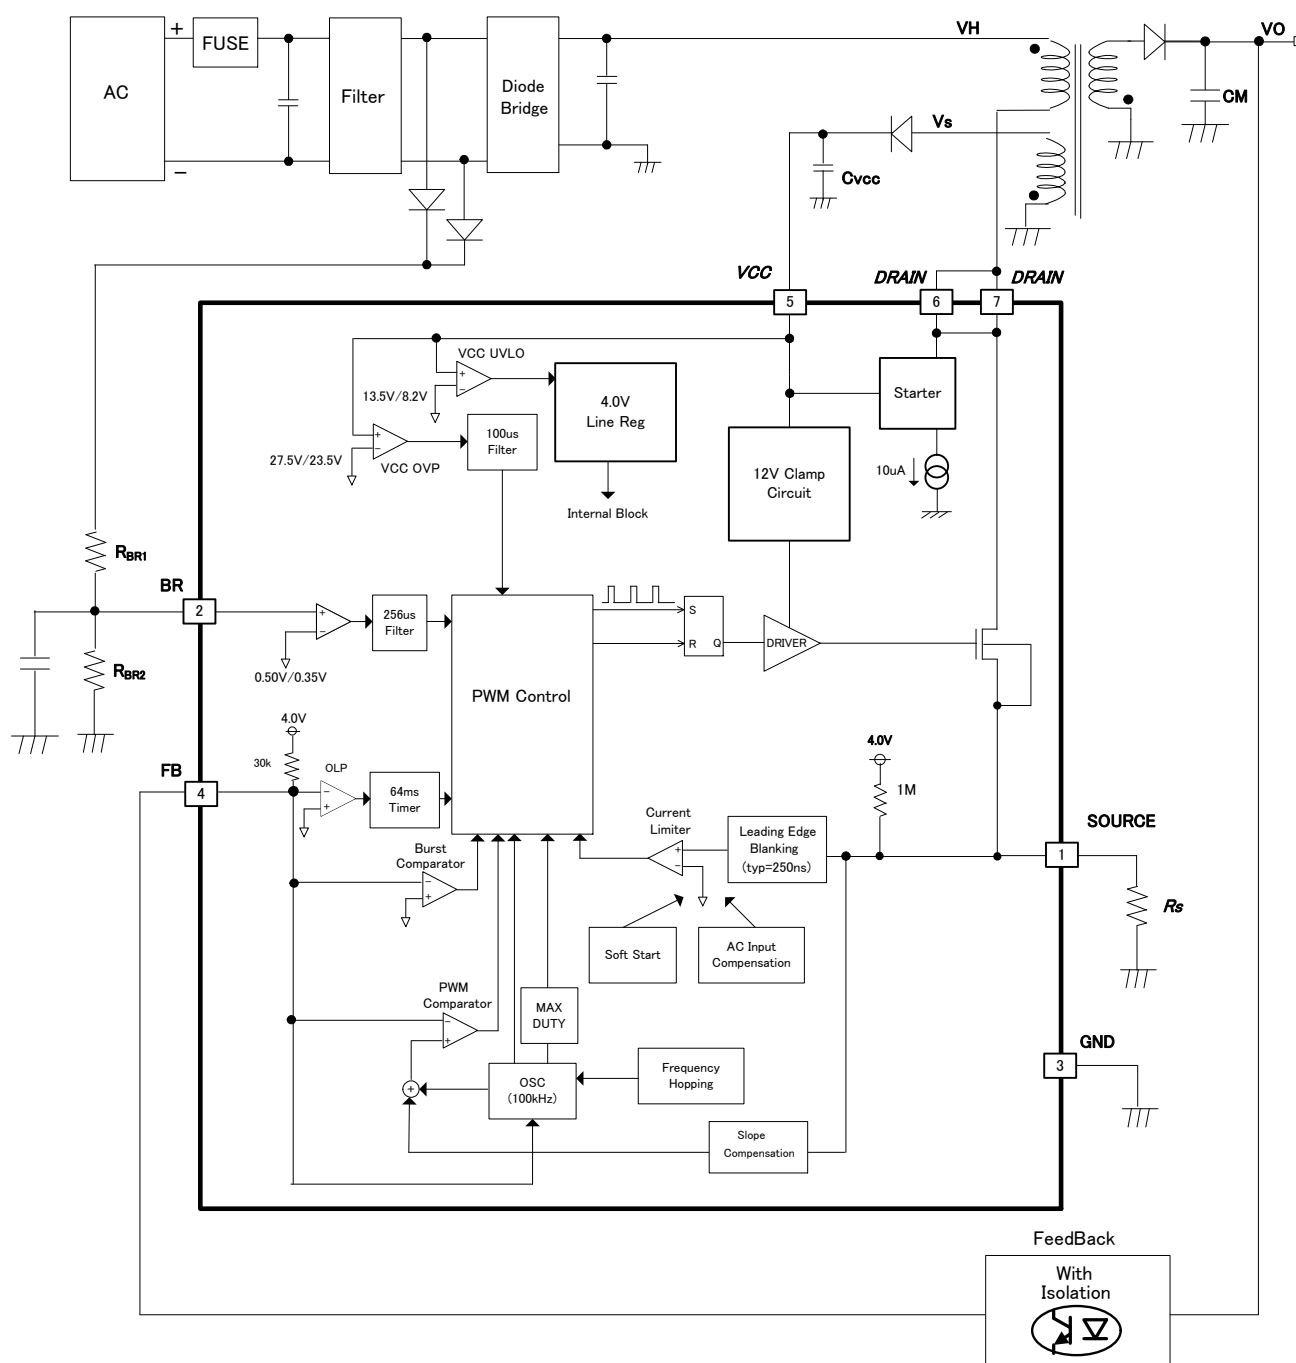 AC
+
−
FUSE
Filter
Diode
Bridge
VH
VO
CM
Vs
Cvcc
VCC
DRAIN
DRAIN
5
6
7
VCC UVLO
+
−
13.5V/8.2V
4.0V
Line Reg
Internal Block
+
−
27.5V/23.5V
VCC OVP
100us
Filter
Starter
10uA
12V Clamp
Circuit
RBR1
BR
2
RBR2
+
−
0.50V/0.35V
256us
Filter
PWM Control
S
R
Q
DRIVER
4.0V
30k
FB
4
OLP
−
+
64ms
Timer
4.0V
1M
Current
Limiter
+
−
Leading Edge
Blanking
(typ=250ns)
SOURCE
1
Rs
Burst
Comparator
−
+
Soft Start
AC Input
Compensation
PWM
Comparator
−
+
MAX
DUTY
+
OSC
(100kHz)
Frequency
Hopping
Slope
Compensation
GND
3
FeedBack
With
Isolation